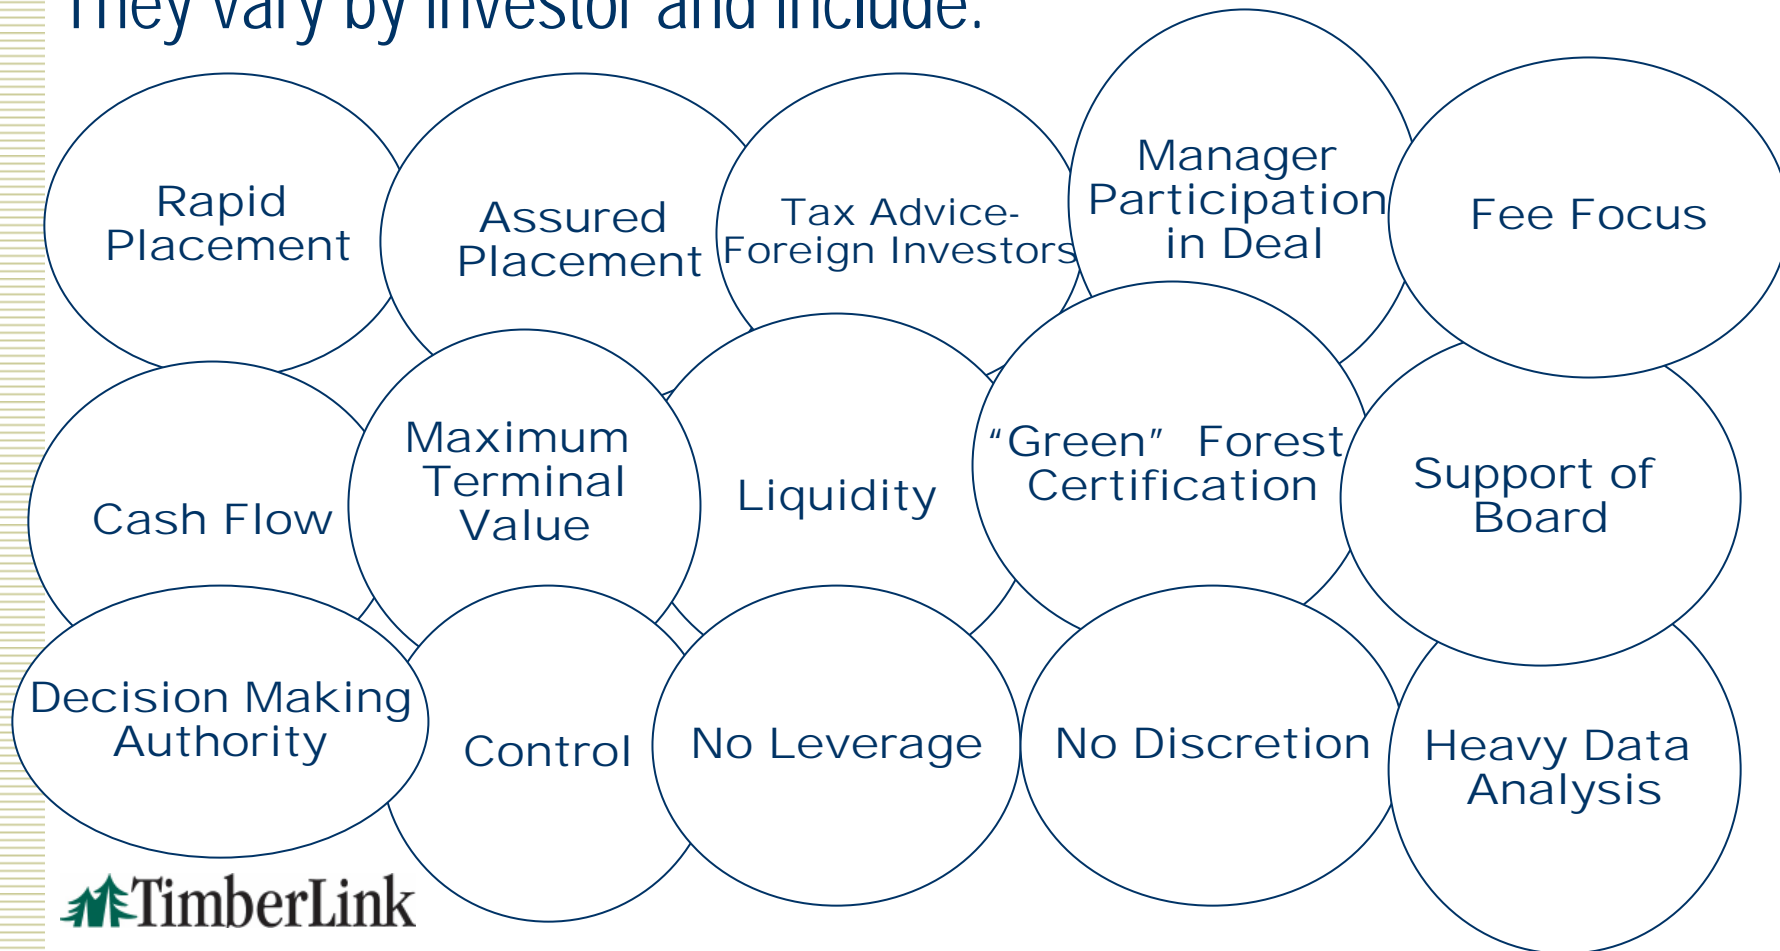 They vary by investor and include:
Rapid
Placement
Assured
Placement
Tax Advice-
Foreign Investors
Manager
Participation
in Deal
Fee Focus
Cash Flow
Maximum
Terminal
Value
Liquidity
“Green” Forest
Certification
Support of
Board
Decision Making
Authority
Control
No Leverage
No Discretion
Heavy Data
Analysis
TimberLink